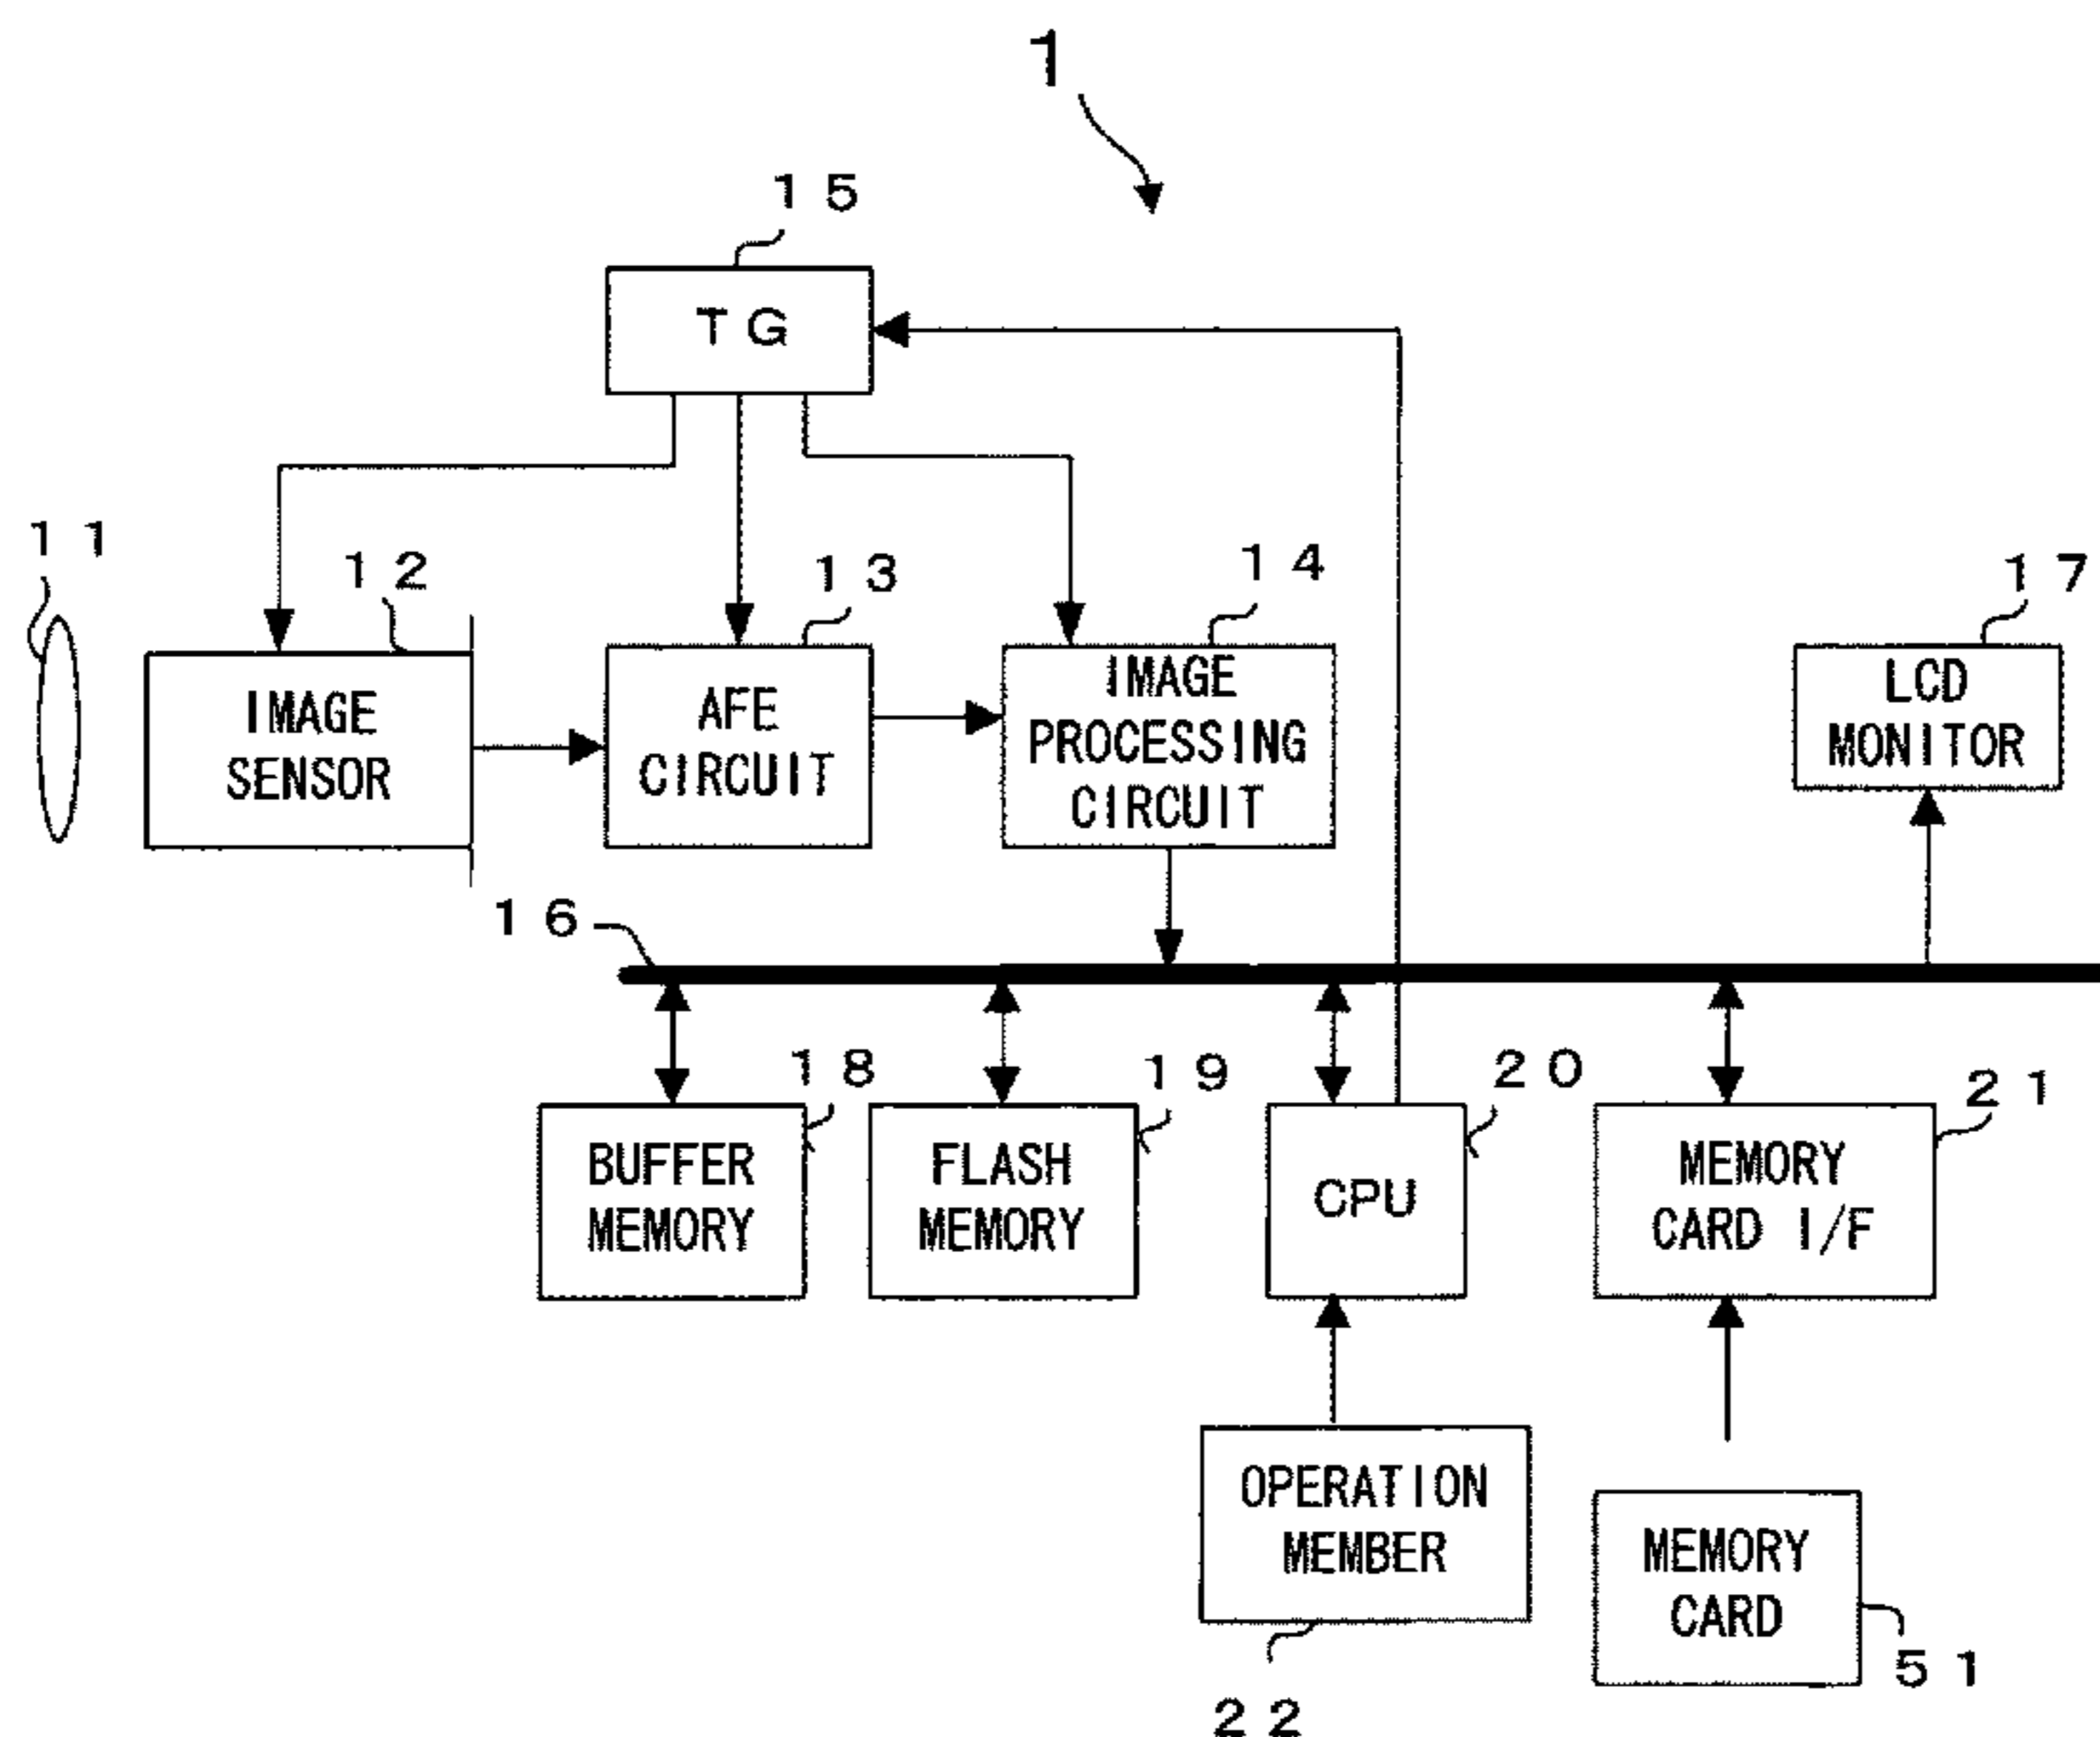 1
15
TG
11
12
13
14
17
IMAGE
SENSOR
AFE
CIRCUIT
IMAGE
PROCESSING
CIRCUIT
LCD
MONITOR
16
18
19
20
21
BUFFER
MEMORY
FLASH
MEMORY
CPU
MEMORY
CARD I/F
OPERATION
MEMBER
MEMORY
CARD
22
51